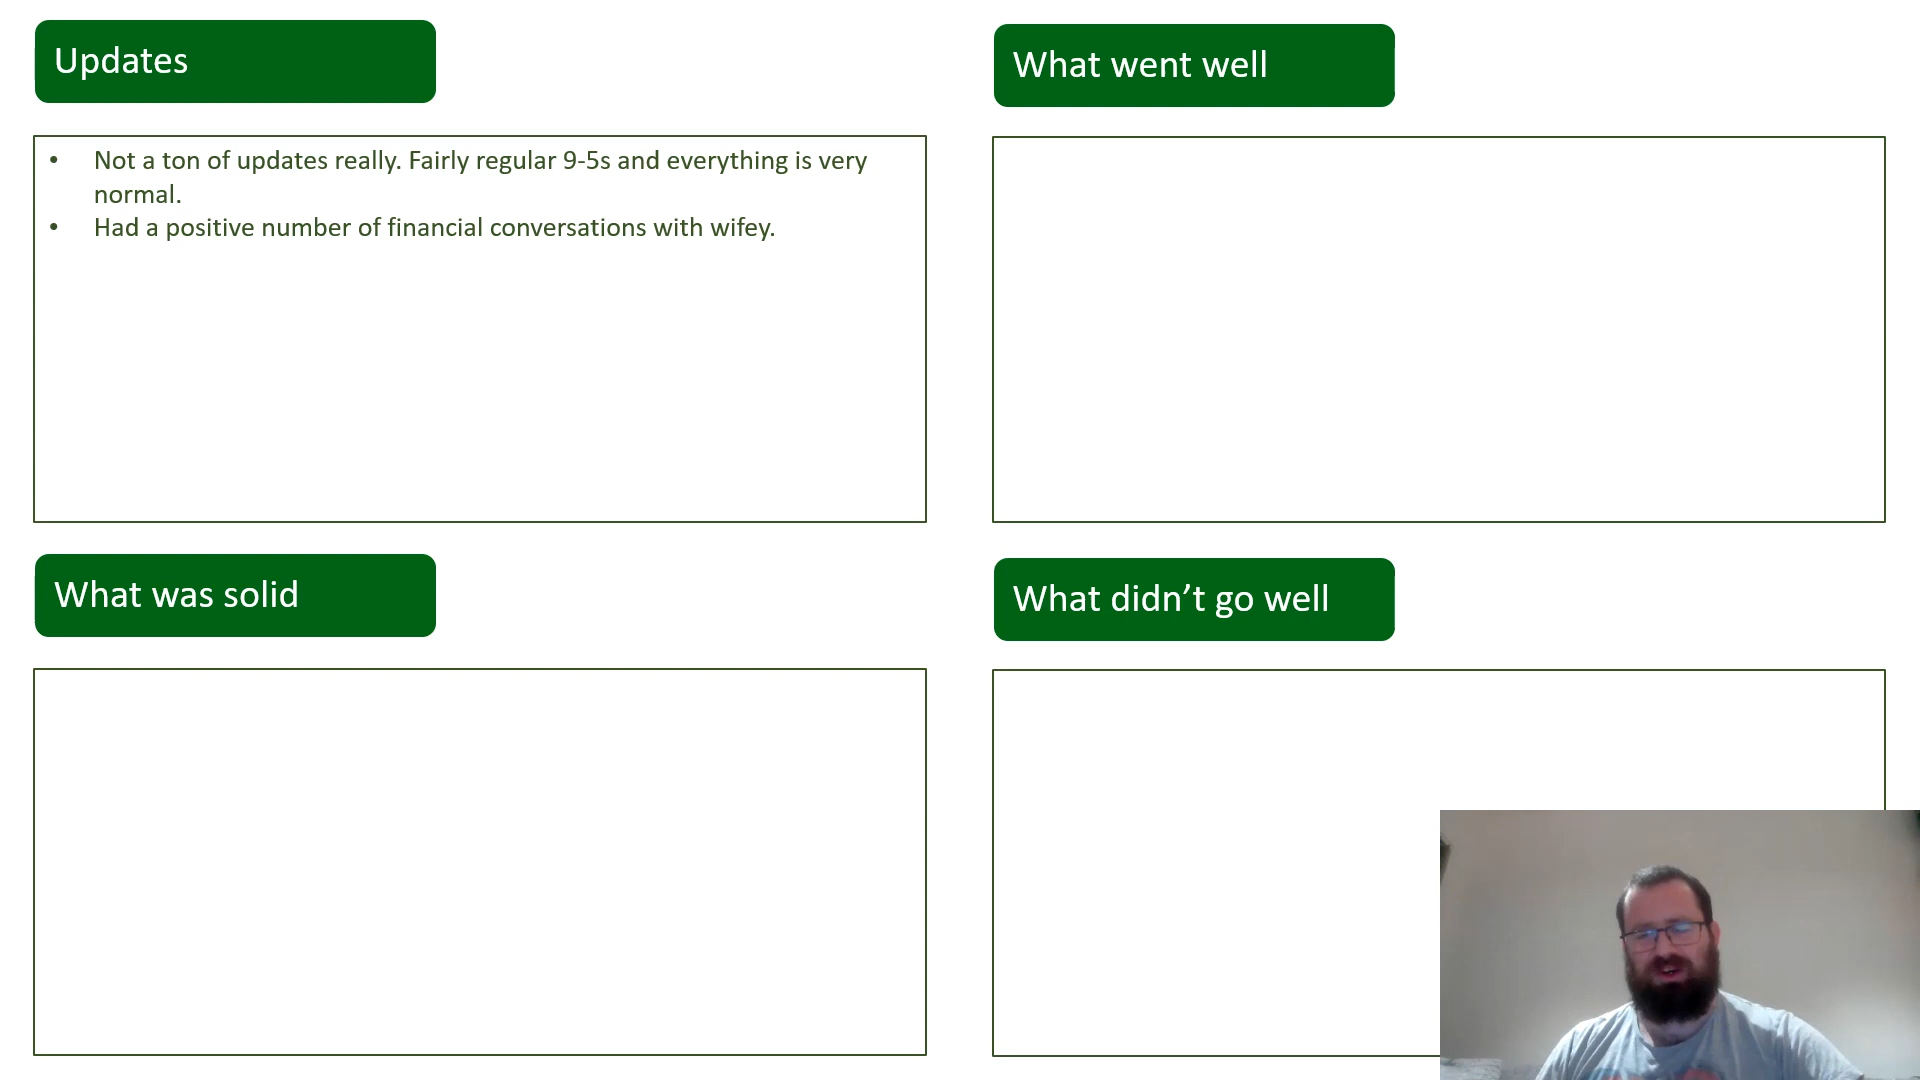 Updates
• Not a ton of updates really. Fairly regular 9-5s and everything is very
normal.
• Had a positive number of financial conversations with wifey.
What went well
What was solid
What didn’t go well